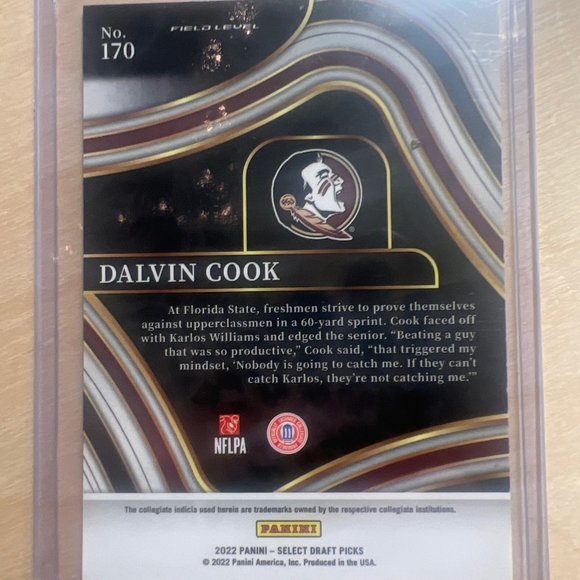 No.
170
FIELD LEVEL
DALVIN COOK
At Florida State, freshmen strive to prove themselves
against upperclassmen in a 60-yard sprint. Cook faced off
with Karlos Williams and edged the senior. “Beating a guy
that was so productive,” Cook said, “that triggered my
mindset, ‘Nobody is going to catch me. If they can’t
catch Karlos, they’re not catching me.’”
NFLPA
The collegiate indicia used herein are trademarks owned by the respective collegiate institutions.
PANINI
2022 PANINI – SELECT DRAFT PICKS
© 2022 Panini America, Inc. Produced in the USA.